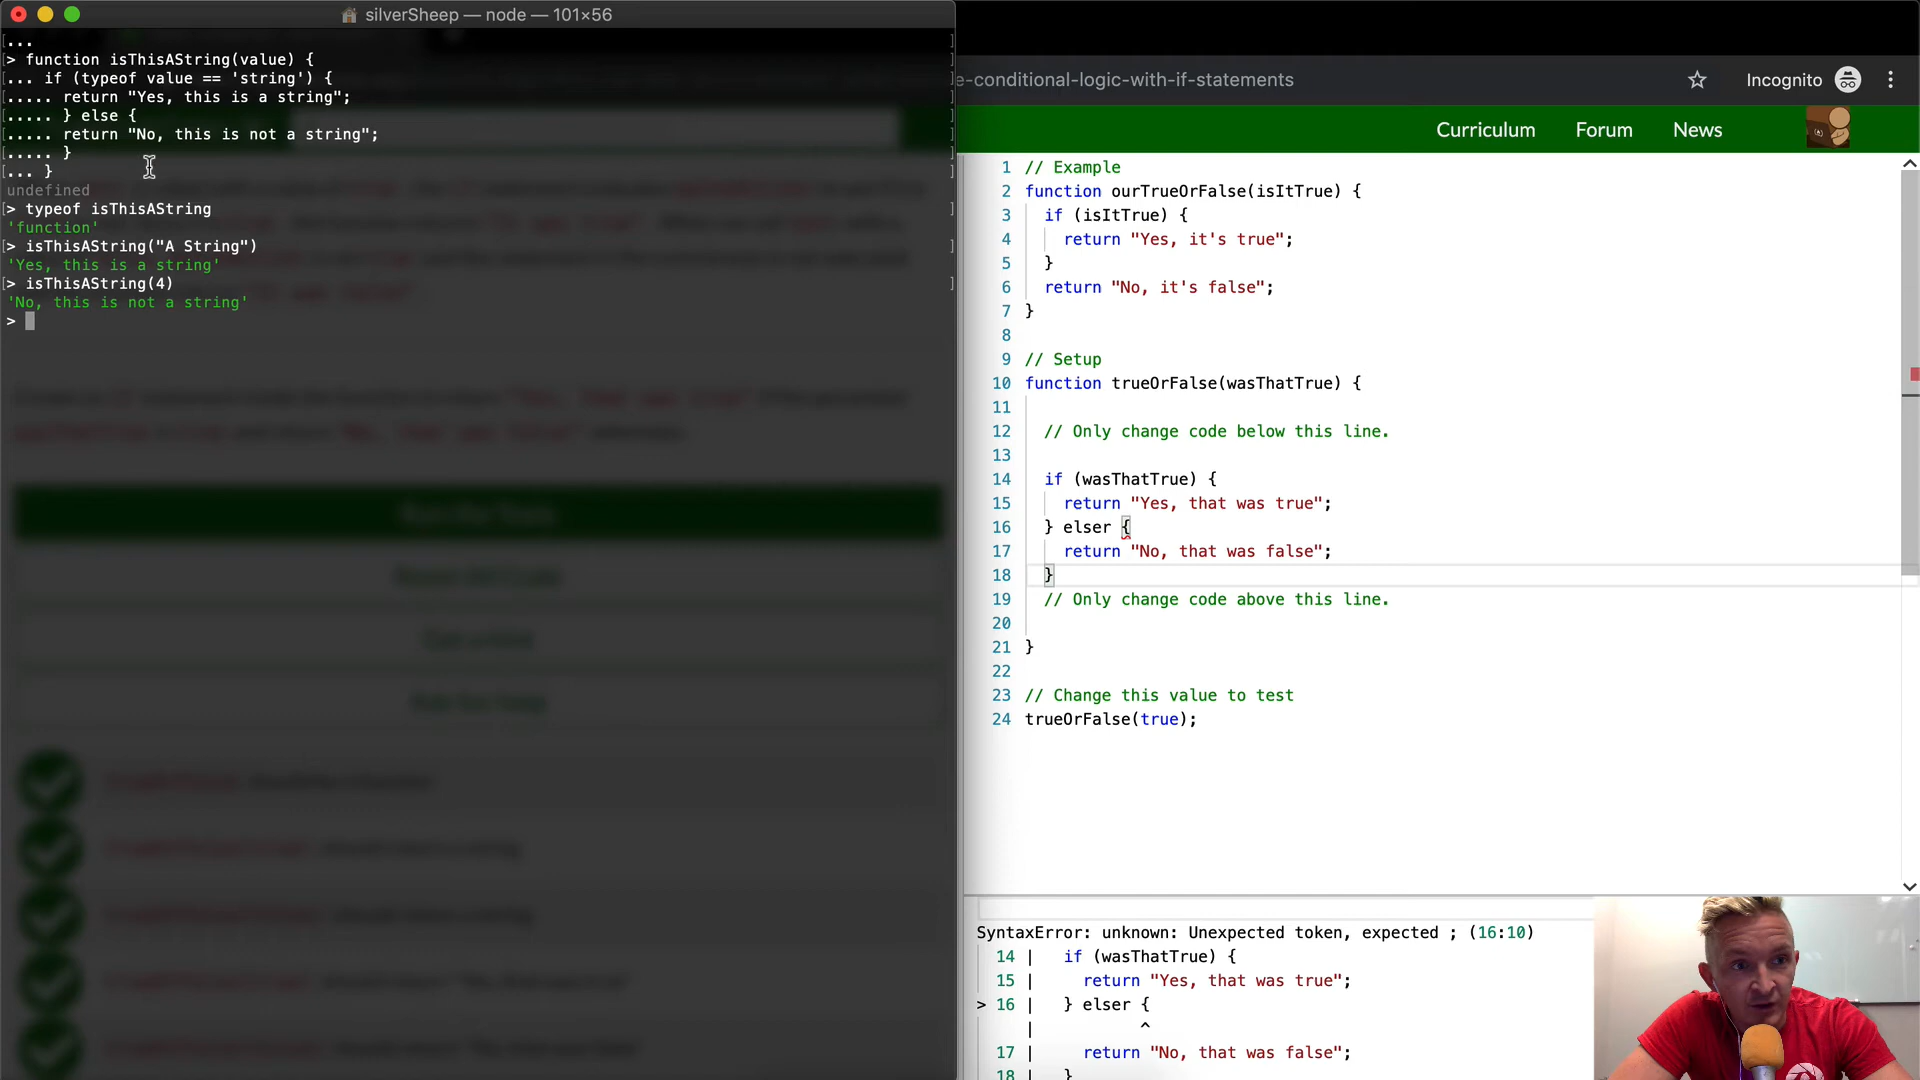 silverSheep — node — 101×56
...
> function isThisAString(value) {
... if (typeof value == 'string') {
..... return "Yes, this is a string";
..... } else {
..... return "No, this is not a string";
..... }
... }
undefined
> typeof isThisAString
'function'
> isThisAString("A String")
'Yes, this is a string'
> isThisAString(4)
'No, this is not a string'
>
e-conditional-logic-with-if-statements
Incognito
Curriculum Forum News
1 // Example
2 function ourTrueOrFalse(isItTrue) {
3 if (isItTrue) {
4 return "Yes, it's true";
5 }
6 return "No, it's false";
7 }
8
9 // Setup
10 function trueOrFalse(wasThatTrue) {
11
12 // Only change code below this line.
13
14 if (wasThatTrue) {
15 return "Yes, that was true";
16 } elser {
17 return "No, that was false";
18 }
19 // Only change code above this line.
20
21 }
22
23 // Change this value to test
24 trueOrFalse(true);
SyntaxError: unknown: Unexpected token, expected ; (16:10)
14 | if (wasThatTrue) {
15 | return "Yes, that was true";
> 16 | } elser {
| ^
17 | return "No, that was false";
18 | }